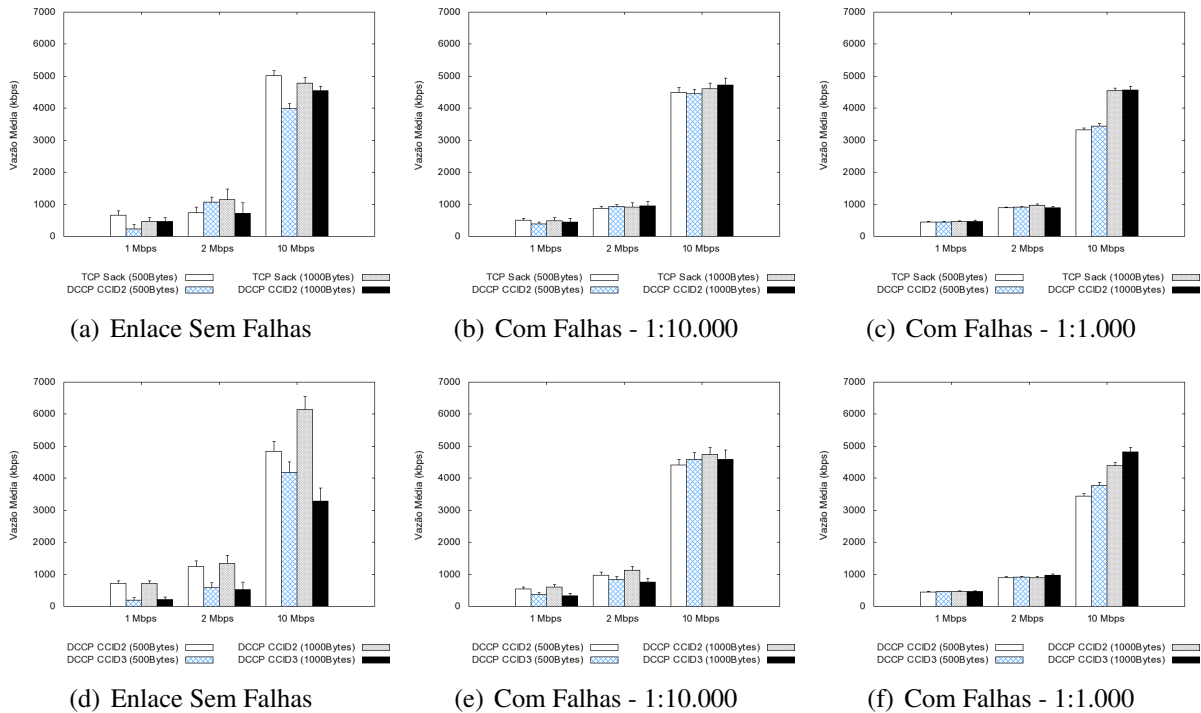 7000
6000
5000
4000
3000
2000
1000
0
Vazão Média (kbps)
1 Mbps 2 Mbps 10 Mbps
TCP Sack (500Bytes) TCP Sack (1000Bytes)
DCCP CCID2 (500Bytes) DCCP CCID2 (1000Bytes)
(a) Enlace Sem Falhas
7000
6000
5000
4000
3000
2000
1000
0
Vazão Média (kbps)
1 Mbps 2 Mbps 10 Mbps
TCP Sack (500Bytes) TCP Sack (1000Bytes)
DCCP CCID2 (500Bytes) DCCP CCID2 (1000Bytes)
(b) Com Falhas - 1:10.000
7000
6000
5000
4000
3000
2000
1000
0
Vazão Média (kbps)
1 Mbps 2 Mbps 10 Mbps
TCP Sack (500Bytes) TCP Sack (1000Bytes)
DCCP CCID2 (500Bytes) DCCP CCID2 (1000Bytes)
(c) Com Falhas - 1:1.000
7000
6000
5000
4000
3000
2000
1000
0
Vazão Média (kbps)
1 Mbps 2 Mbps 10 Mbps
DCCP CCID2 (500Bytes) DCCP CCID2 (1000Bytes)
DCCP CCID3 (500Bytes) DCCP CCID3 (1000Bytes)
(d) Enlace Sem Falhas
7000
6000
5000
4000
3000
2000
1000
0
Vazão Média (kbps)
1 Mbps 2 Mbps 10 Mbps
DCCP CCID2 (500Bytes) DCCP CCID2 (1000Bytes)
DCCP CCID3 (500Bytes) DCCP CCID3 (1000Bytes)
(e) Com Falhas - 1:10.000
7000
6000
5000
4000
3000
2000
1000
0
Vazão Média (kbps)
1 Mbps 2 Mbps 10 Mbps
DCCP CCID2 (500Bytes) DCCP CCID2 (1000Bytes)
DCCP CCID3 (500Bytes) DCCP CCID3 (1000Bytes)
(f) Com Falhas - 1:1.000